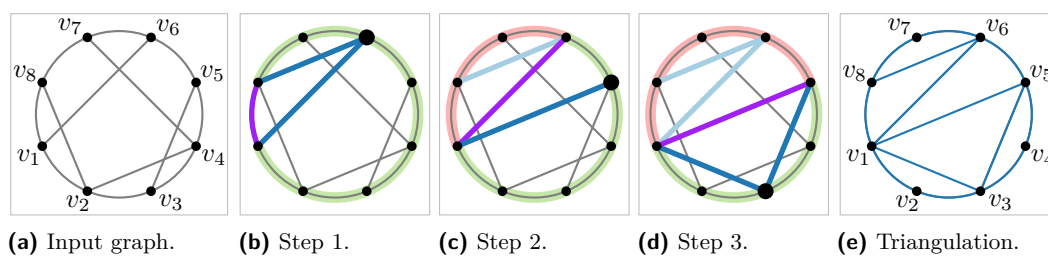 v7 v6
v8 v5
v1 v4
v2 v3
v7 v6
v8 v5
v1 v4
v2 v3
(a) Input graph. (b) Step 1. (c) Step 2. (d) Step 3. (e) Triangulation.